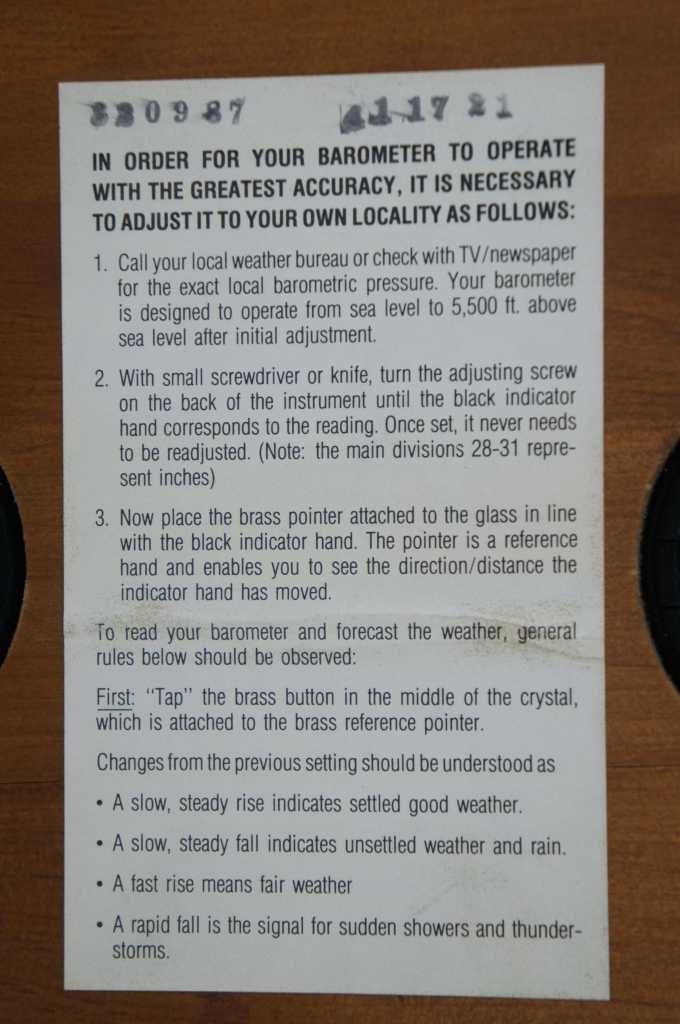 IN ORDER FOR YOUR BAROMETER TO OPERATE
WITH THE GREATEST ACCURACY, IT IS NECESSARY
TO ADJUST IT TO YOUR OWN LOCALITY AS FOLLOWS:
1. Call your local weather bureau or check with TV/newspaper
for the exact local barometric pressure. Your barometer
is designed to operate from sea level to 5,500 ft. above
sea level after initial adjustment.
2. With small screwdriver or knife, turn the adjusting screw
on the back of the instrument until the black indicator
hand corresponds to the reading. Once set, it never needs
to be readjusted. (Note: the main divisions 28-31 repre-
sent inches)
3. Now place the brass pointer attached to the glass in line
with the black indicator hand. The pointer is a reference
hand and enables you to see the direction/distance the
indicator hand has moved.
To read your barometer and forecast the weather, general
rules below should be observed:
First: "Tap" the brass button in the middle of the crystal,
which is attached to the brass reference pointer.
Changes from the previous setting should be understood as
• A slow, steady rise indicates settled good weather.
• A slow, steady fall indicates unsettled weather and rain.
• A fast rise means fair weather
• A rapid fall is the signal for sudden showers and thunder-
storms.